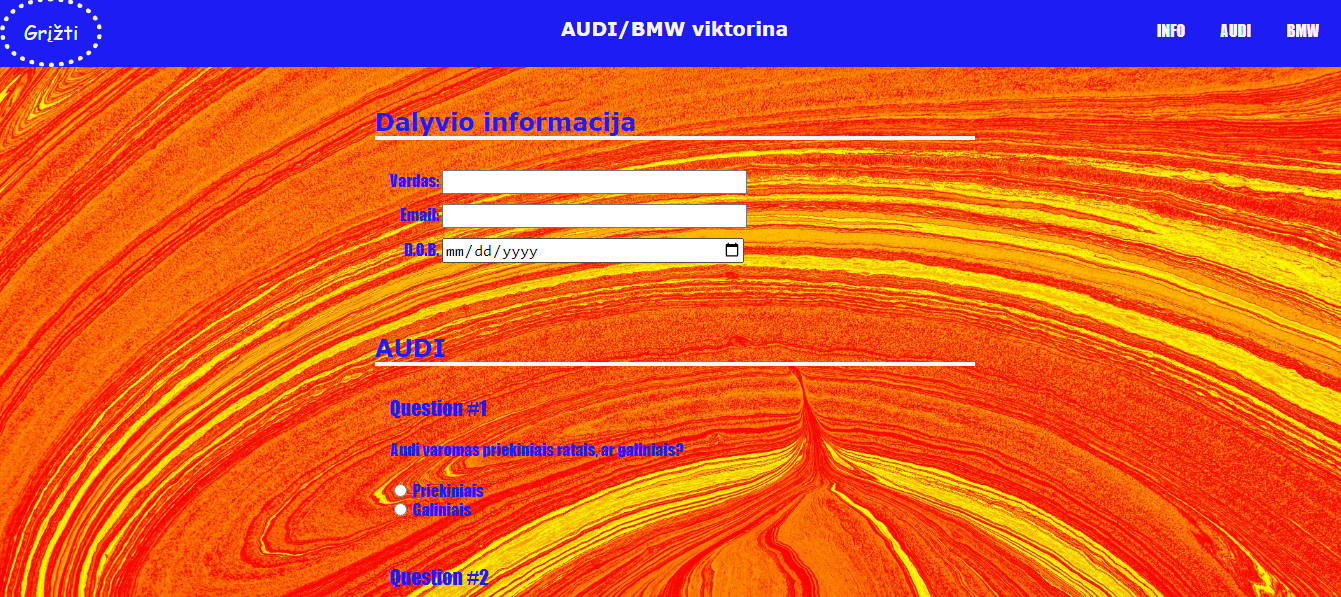 Grįžti
AUDI/BMW viktorina
INFO AUDI BMW
Dalyvio informacija
Vardas:
Email:
D.O.B.
mm/dd/yyyy
AUDI
Question #1
Audi varomas priekiniais ratais, ar galiniais?
Priekiniais
Galiniais
Question #2